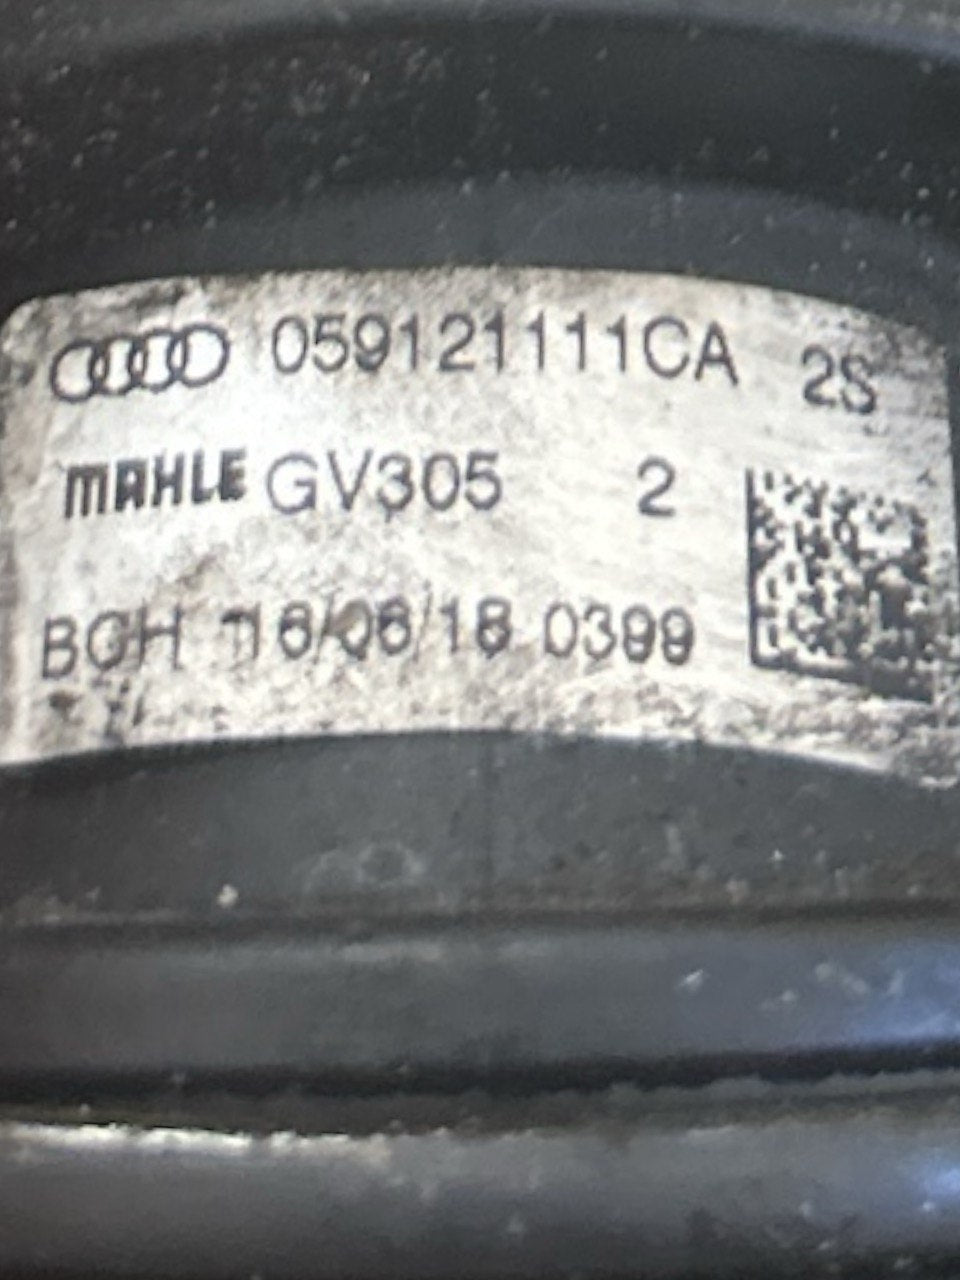 059121111CA 2S
MAHLE GV305 2
BGH 16/06/18 0399